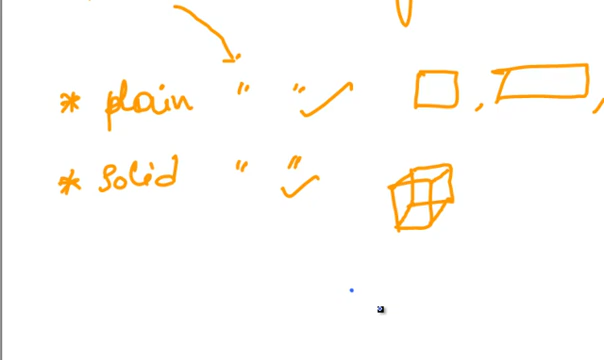 * plain " " ✓ ,
* Solid " " ✓